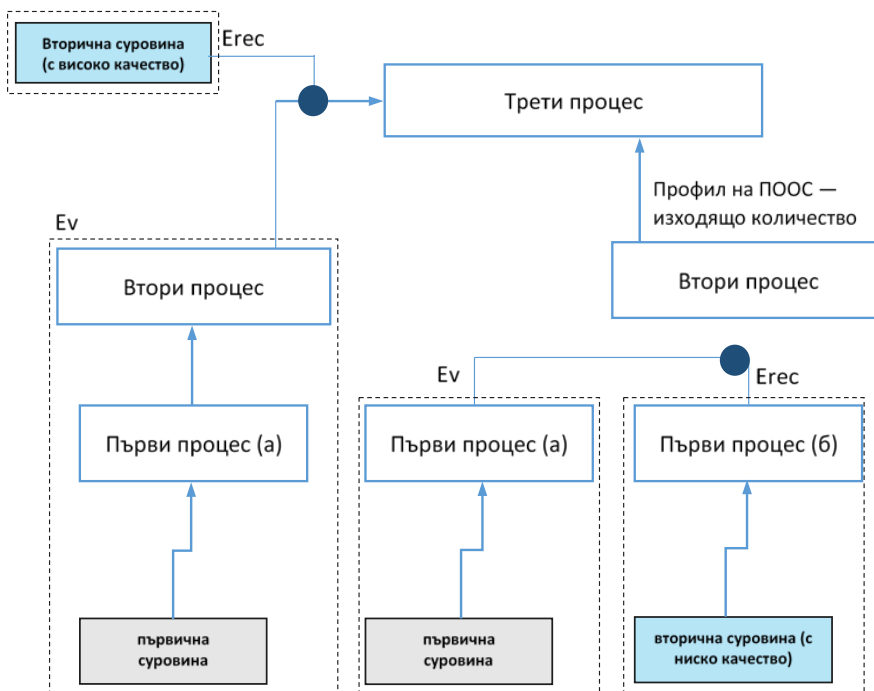 Вторична суровина
(с високо качество)
Erec
Трети процес
Профил на ПООС —
изходящо количество
Ev
Втори процес
Втори процес
Ev
Erec
Първи процес (а)
Първи процес (а)
Първи процес (б)
първична
суровина
първична
суровина
вторична суровина (с
ниско качество)